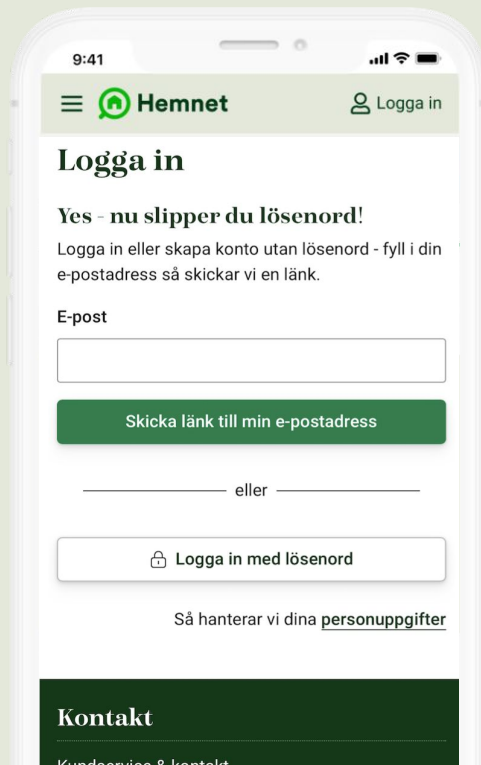 9:41
Hemnet
Logga in
Logga in
Yes - nu slipper du lösenord!
Logga in eller skapa konto utan lösenord - fyll i din
e-postadress så skickar vi en länk.
E-post
Skicka länk till min e-postadress
eller
Logga in med lösenord
Så hanterar vi dina personuppgifter
Kontakt
Kundservice & kontakt